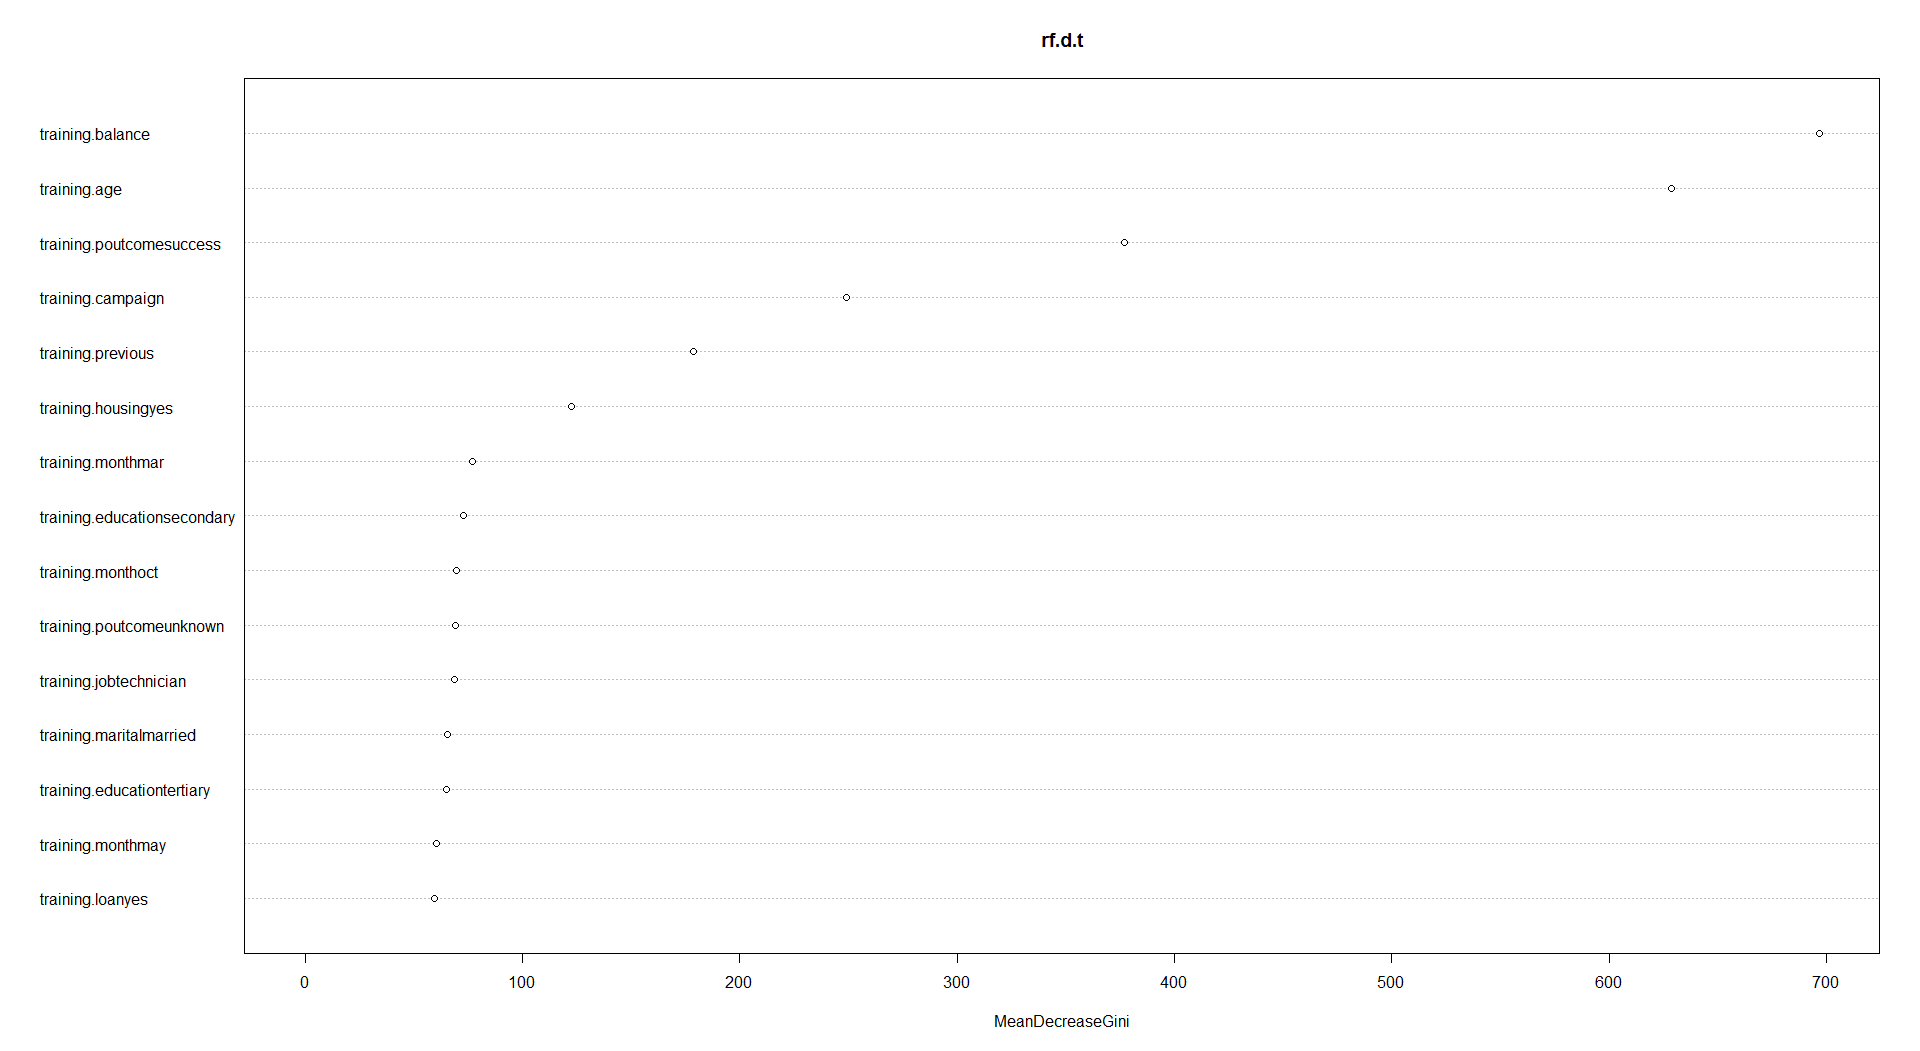 rf.d.t
training.balance
training.age
training.poutcomesuccess
training.campaign
training.previous
training.housingyes
training.monthmar
training.educationsecondary
training.monthoct
training.poutcomeunknown
training.jobtechnician
training.maritalmarried
training.educationtertiary
training.monthmay
training.loanyes
0 100 200 300 400 500 600 700
MeanDecreaseGini